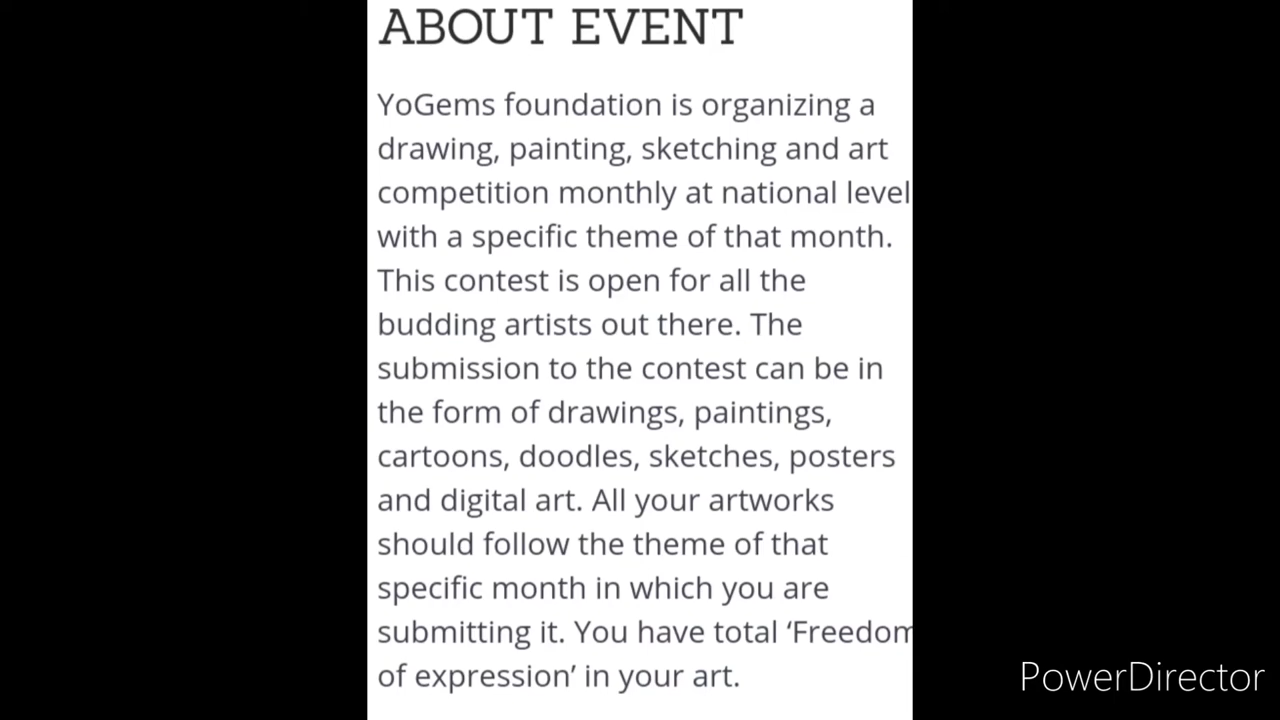 ABOUT EVENT
YoGems foundation is organizing a
drawing, painting, sketching and art
competition monthly at national level
with a specific theme of that month.
This contest is open for all the
budding artists out there. The
submission to the contest can be in
the form of drawings, paintings,
cartoons, doodles, sketches, posters
and digital art. All your artworks
should follow the theme of that
specific month in which you are
submitting it. You have total ‘Freedom
of expression’ in your art.
PowerDirector